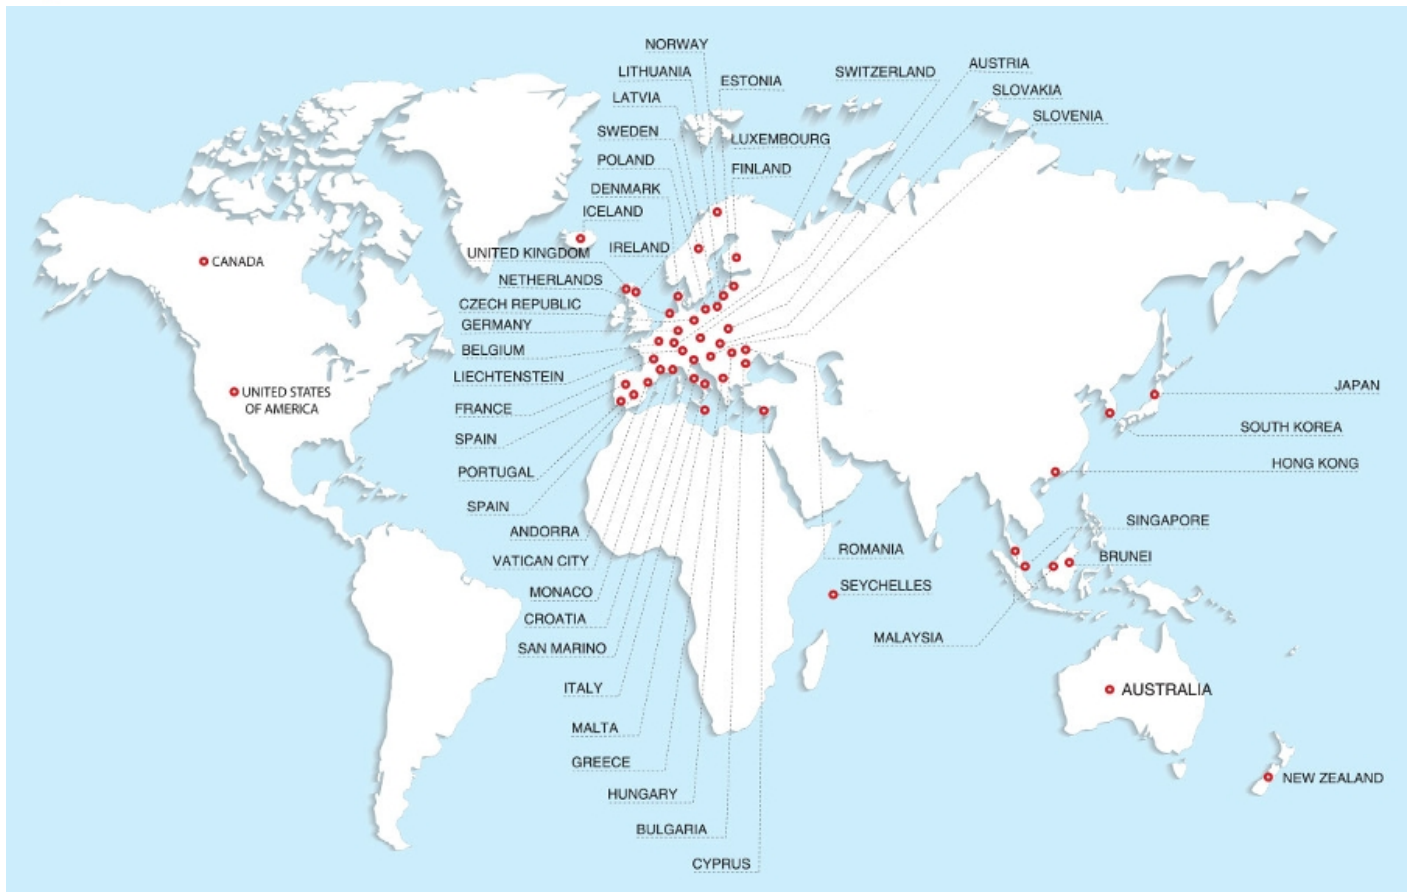 NORWAY
LITHUANIA
ESTONIA
LATVIA
SWEDEN
LUXEMBOURG
POLAND
FINLAND
DENMARK
ICELAND
IRELAND
UNITED KINGDOM
NETHERLANDS
CZECH REPUBLIC
GERMANY
BELGIUM
LIECHTENSTEIN
FRANCE
SPAIN
PORTUGAL
SPAIN
ANDORRA
VATICAN CITY
MONACO
CROATIA
SAN MARINO
ITALY
MALTA
GREECE
HUNGARY
BULGARIA
CYPRUS
SWITZERLAND
AUSTRIA
SLOVAKIA
SLOVENIA
CANADA
UNITED STATES
OF AMERICA
ROMANIA
SEYCHELLES
JAPAN
SOUTH KOREA
HONG KONG
SINGAPORE
BRUNEI
MALAYSIA
AUSTRALIA
NEW ZEALAND